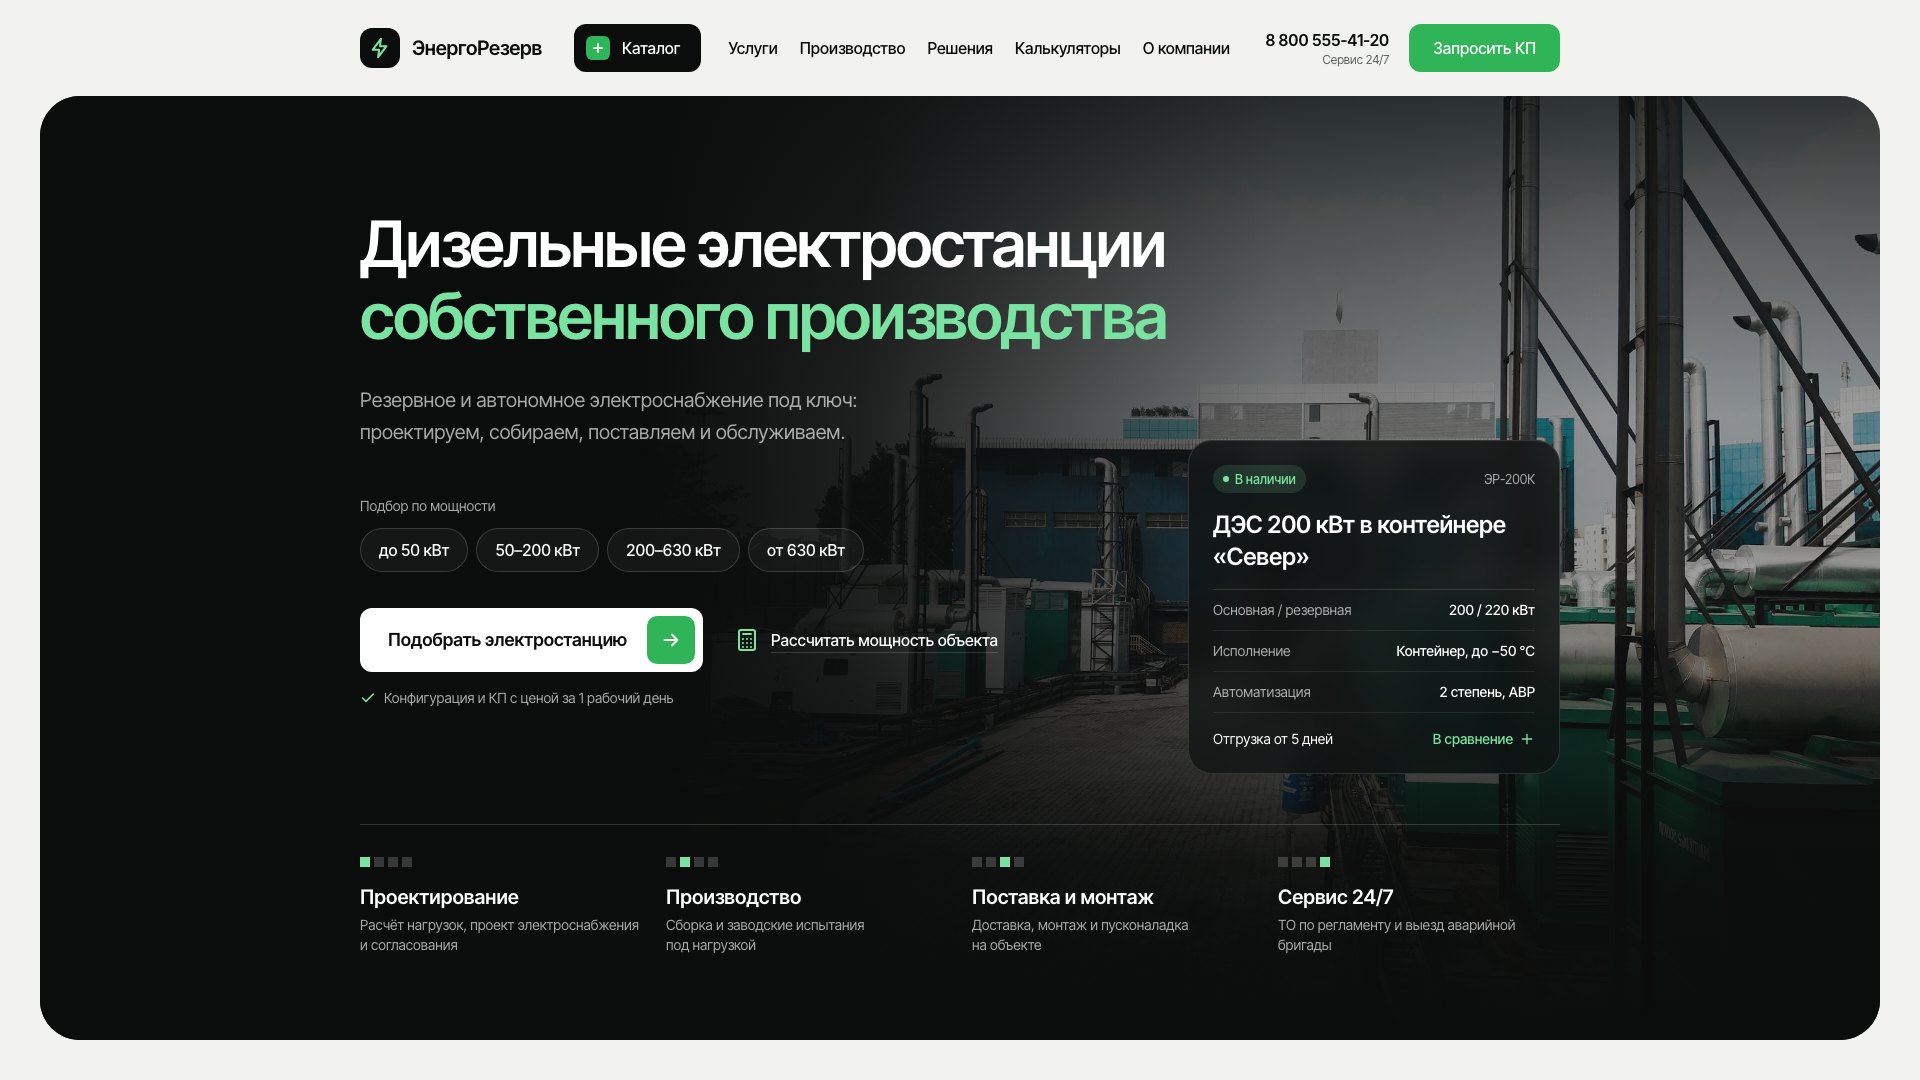 ЭнергоРезерв
Каталог
Услуги
Производство
Решения
Калькуляторы
О компании
8 800 555-41-20
Сервис 24/7
Запросить КП
Дизельные электростанции
собственного производства
Резервное и автономное электроснабжение под ключ:
проектируем, собираем, поставляем и обслуживаем.
Подбор по мощности
до 50 кВт
50–200 кВт
200–630 кВт
от 630 кВт
Подобрать электростанцию
Рассчитать мощность объекта
Конфигурация и КП с ценой за 1 рабочий день
В наличии
ЭР-200К
ДЭС 200 кВт в контейнере
«Север»
Основная / резервная
200 / 220 кВт
Исполнение
Контейнер, до −50 °C
Автоматизация
2 степень, АВР
Отгрузка от 5 дней
В сравнение
Проектирование
Расчёт нагрузок, проект электроснабжения
и согласования
Производство
Сборка и заводские испытания
под нагрузкой
Поставка и монтаж
Доставка, монтаж и пусконаладка
на объекте
Сервис 24/7
ТО по регламенту и выезд аварийной
бригады